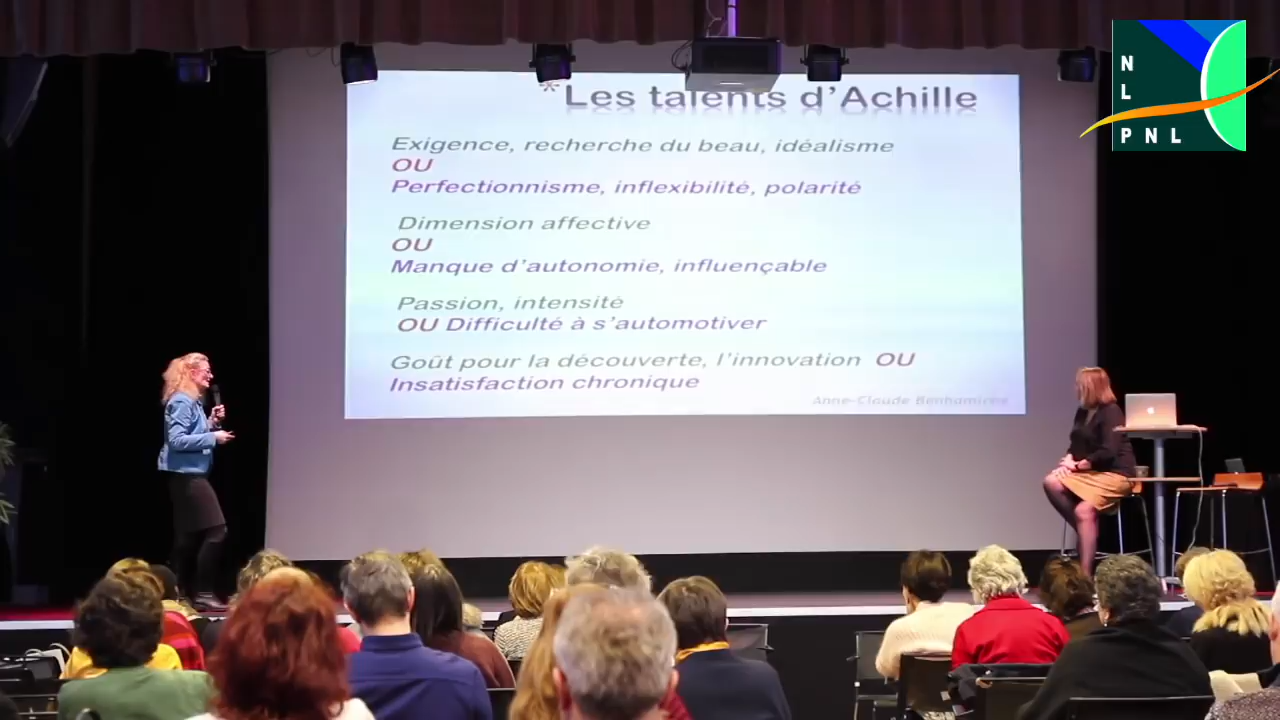 * Les talents d'Achille
Exigence, recherche du beau, idéalisme
OU
Perfectionnisme, inflexibilité, polarité
Dimension affective
OU
Manque d'autonomie, influençable
Passion, intensité
OU Difficulté à s'automotiver
Goût pour la découverte, l'innovation OU
Insatisfaction chronique
Anne-Claude
N
L
PNL